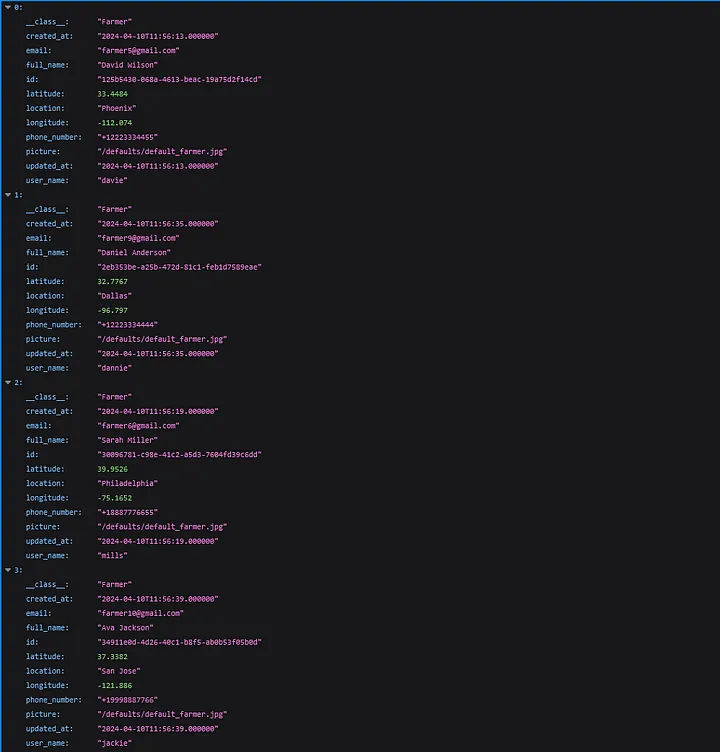 0:
__class__: "Farmer"
created_at: "2024-04-10T11:56:13.000000"
email: "farmer5@gmail.com"
full_name: "David Wilson"
id: "125b5430-068a-4613-beac-19a75d2f14cd"
latitude: 33.4484
location: "Phoenix"
longitude: -112.074
phone_number: "+12223334455"
picture: "/defaults/default_farmer.jpg"
updated_at: "2024-04-10T11:56:13.000000"
user_name: "davie"
1:
__class__: "Farmer"
created_at: "2024-04-10T11:56:35.000000"
email: "farmer9@gmail.com"
full_name: "Daniel Anderson"
id: "2eb353be-a25b-472d-81c1-feb1d7589eae"
latitude: 32.7767
location: "Dallas"
longitude: -96.797
phone_number: "+12223334444"
picture: "/defaults/default_farmer.jpg"
updated_at: "2024-04-10T11:56:35.000000"
user_name: "dannie"
2:
__class__: "Farmer"
created_at: "2024-04-10T11:56:19.000000"
email: "farmer6@gmail.com"
full_name: "Sarah Miller"
id: "30096781-c98e-41c2-a5d3-7604fd39c6dd"
latitude: 39.9526
location: "Philadelphia"
longitude: -75.1652
phone_number: "+18887776655"
picture: "/defaults/default_farmer.jpg"
updated_at: "2024-04-10T11:56:19.000000"
user_name: "mills"
3:
__class__: "Farmer"
created_at: "2024-04-10T11:56:39.000000"
email: "farmer10@gmail.com"
full_name: "Ava Jackson"
id: "34911e0d-4d26-40c1-b8f5-ab0b53f05b0d"
latitude: 37.3382
location: "San Jose"
longitude: -121.886
phone_number: "+19998887766"
picture: "/defaults/default_farmer.jpg"
updated_at: "2024-04-10T11:56:39.000000"
user_name: "jackie"